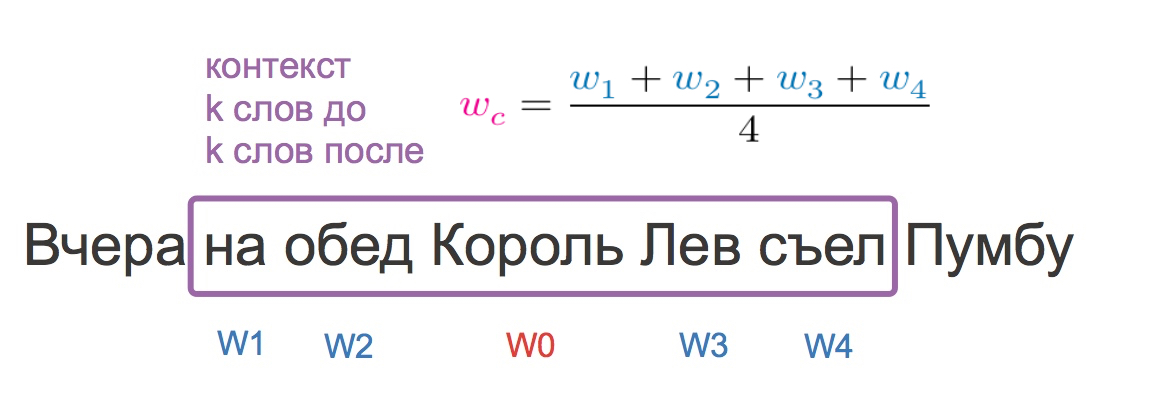 контекст
k слов до
k слов после
w_c = \frac{w_1 + w_2 + w_3 + w_4}{4}
Вчера на обед Король Лев съел Пумбу
W1 W2 W0 W3 W4